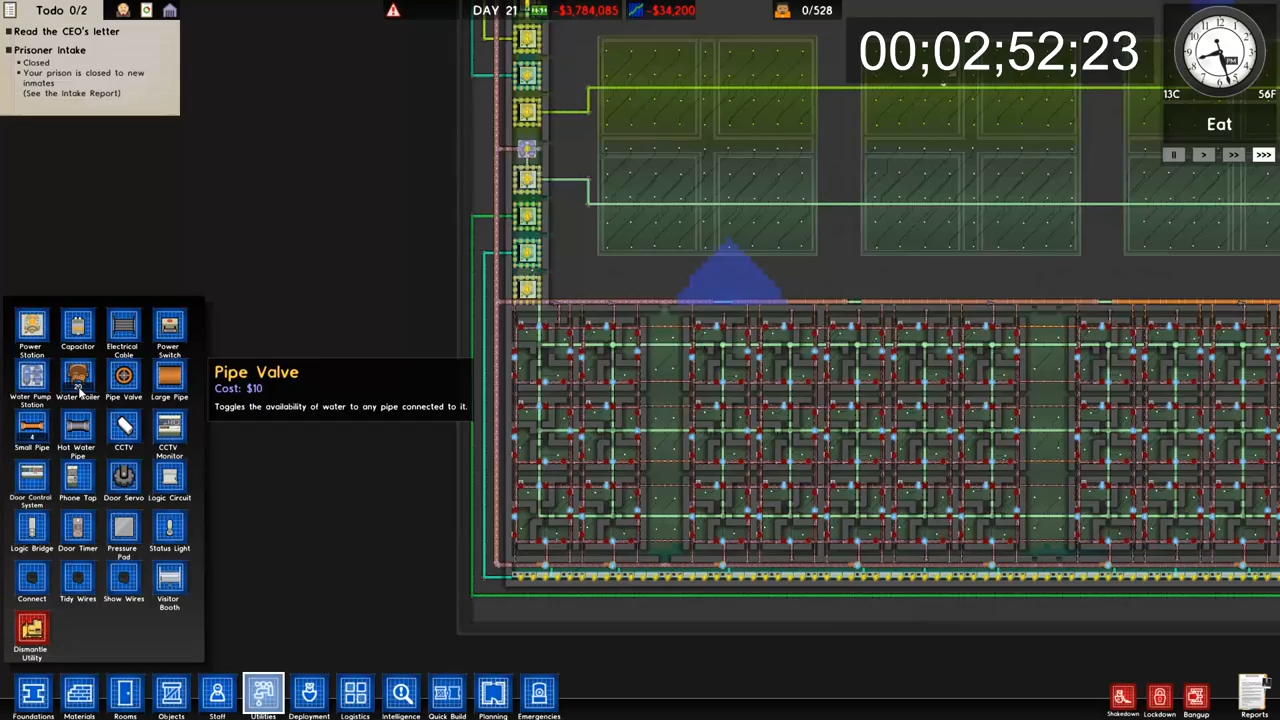 Todo 0/2
DAY 21
-$3,784,085
-$34,200
0/528
Read the CEO's letter
Prisoner Intake
Closed
Your prison is closed to new
inmates
(See the Intake Report)
00;02;52;23
PM
13C
56F
Eat
Power
Station
Capacitor
Electrical
Cable
Power
Switch
Water Pump
Station
20
Water Boiler
Pipe Valve
Large Pipe
4
Small Pipe
Hot Water
Pipe
CCTV
CCTV
Monitor
Door Control
System
Phone Tap
Door Servo
Logic Circuit
Logic Bridge
Door Timer
Pressure
Pad
Status Light
Connect
Tidy Wires
Show Wires
Visitor
Booth
Dismantle
Utility
Pipe Valve
Cost: $10
Toggles the availability of water to any pipe connected to it.
Foundations
Materials
Rooms
Objects
Staff
Utilities
Deployment
Logistics
Intelligence
Quick Build
Planning
Emergencies
Shakedown
Lockdown
Bangup
Reports